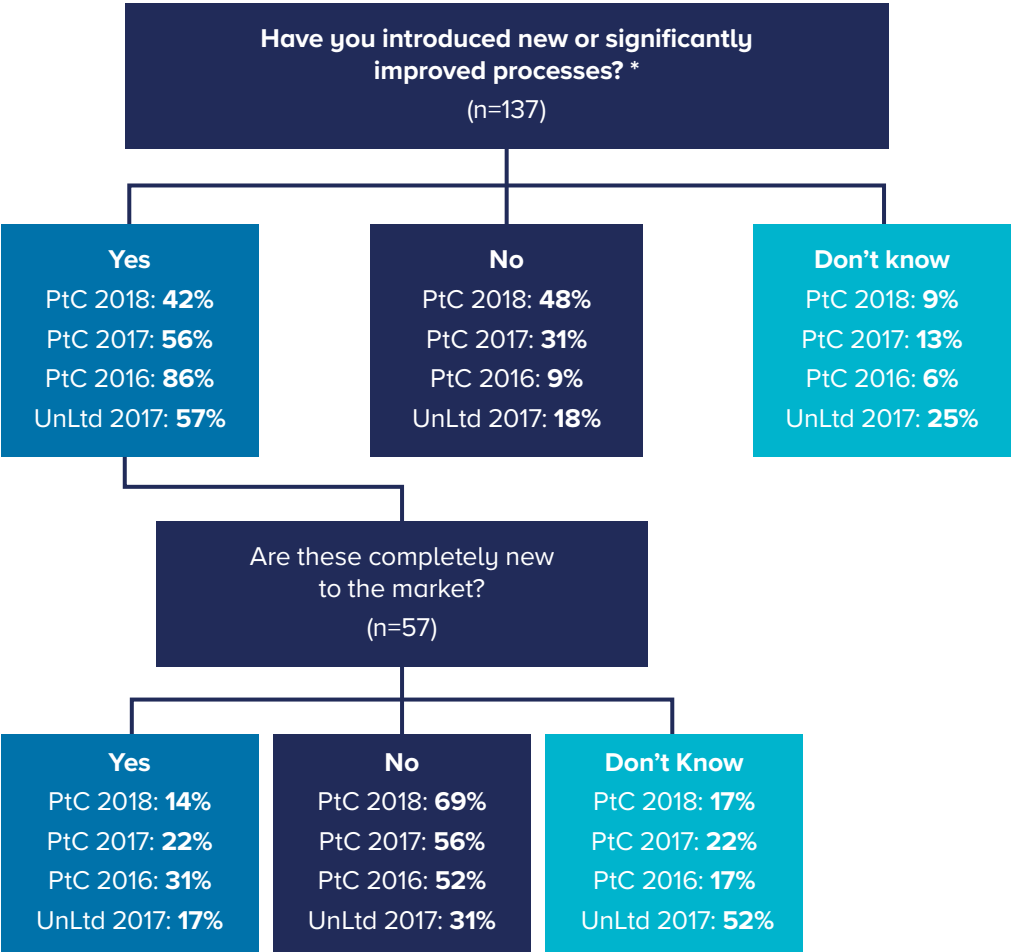 Have you introduced new or significantly
improved processes? *
(n=137)
Yes
PtC 2018: 42%
PtC 2017: 56%
PtC 2016: 86%
UnLtd 2017: 57%
No
PtC 2018: 48%
PtC 2017: 31%
PtC 2016: 9%
UnLtd 2017: 18%
Don't know
PtC 2018: 9%
PtC 2017: 13%
PtC 2016: 6%
UnLtd 2017: 25%
Are these completely new
to the market?
(n=57)
Yes
PtC 2018: 14%
PtC 2017: 22%
PtC 2016: 31%
UnLtd 2017: 17%
No
PtC 2018: 69%
PtC 2017: 56%
PtC 2016: 52%
UnLtd 2017: 31%
Don’t Know
PtC 2018: 17%
PtC 2017: 22%
PtC 2016: 17%
UnLtd 2017: 52%